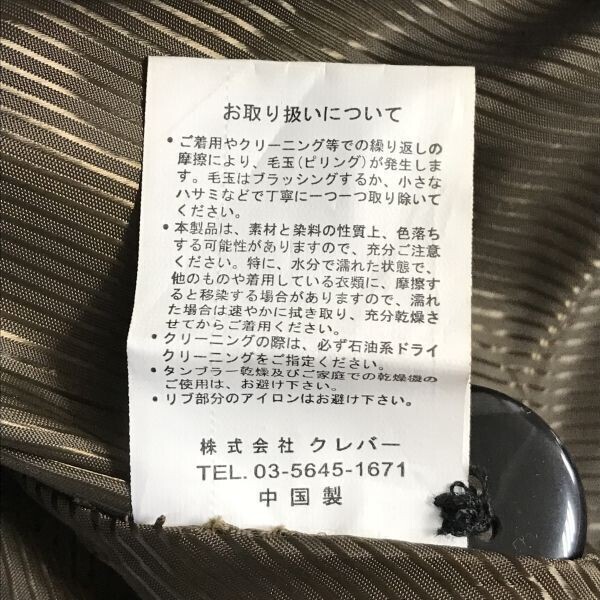 お取り扱いについて
• ご着用やクリーニング等での繰り返しの
摩擦により、毛玉(ピリング)が発生しま
す。毛玉はブラッシングするか、小さな
ハサミなどで丁寧に一つ一つ取り除いて
ください。
• 本製品は、素材と染料の性質上、色落ち
する可能性がありますので、充分ご注意
ください。特に、水分で濡れた状態で、
他のものや着用している衣類に、摩擦す
ると移染する場合がありますので、濡れ
た場合は速やかに拭き取り、充分乾燥さ
せてからご着用ください。
• クリーニングの際は、必ず石油系ドライ
クリーニングをご指定ください。
• タンブラー乾燥及びご家庭での乾燥機の
ご使用は、お避け下さい。
• リブ部分のアイロンはお避け下さい。
株式会社 クレバー
TEL. 03-5645-1671
中国製